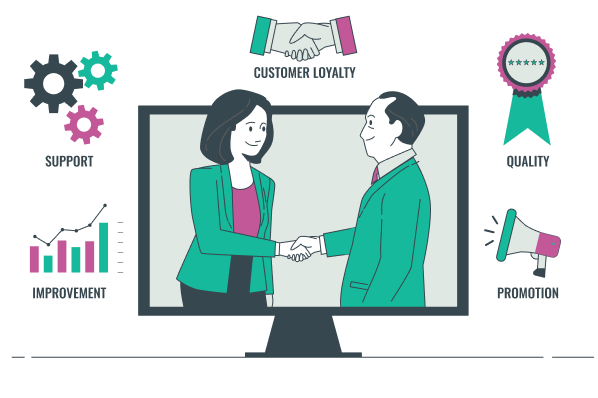 CUSTOMER LOYALTY
SUPPORT
QUALITY
IMPROVEMENT
PROMOTION